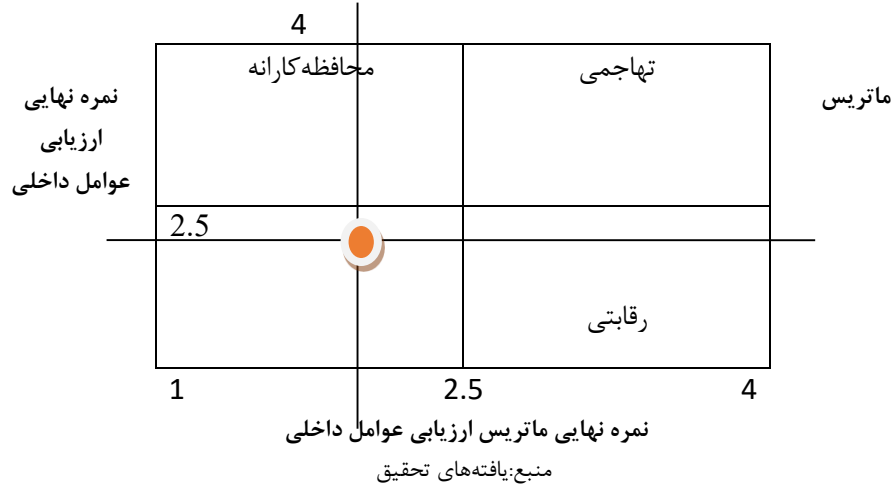 4
محافظه‌کارانه
تهاجمی
ماتریس
نمره نهایی
ارزیابی
عوامل داخلی
2.5
رقابتی
1
2.5
4
نمره نهایی ماتریس ارزیابی عوامل داخلی
منبع:یافته‌های تحقیق